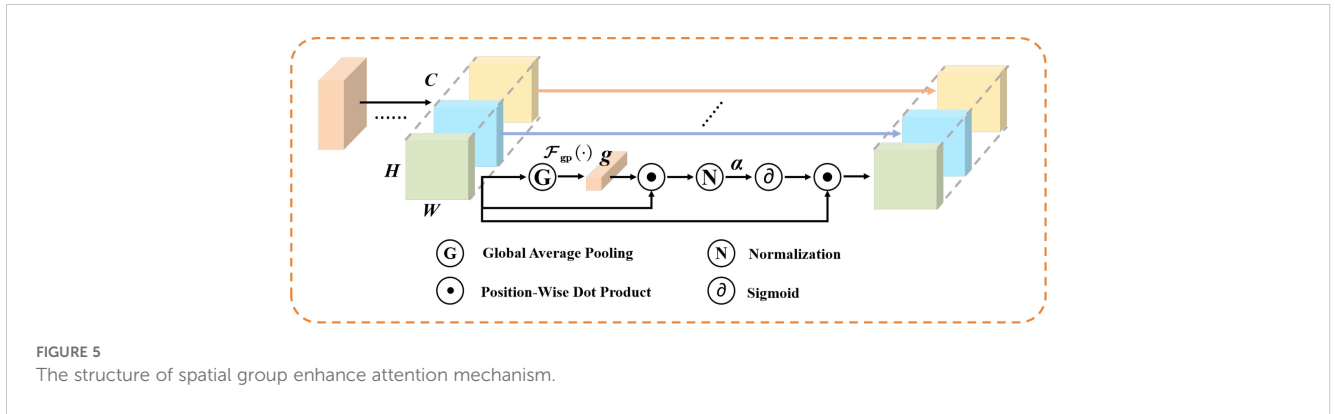 C
......
......
H
W
𝓕gp(·)
g
G
N
α
∂
G Global Average Pooling
N Normalization
Position-Wise Dot Product
∂ Sigmoid
FIGURE 5
The structure of spatial group enhance attention mechanism.